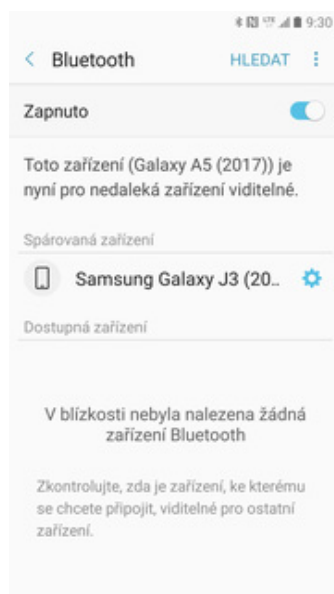 9:30
Bluetooth HLEDAT
Zapnuto
Toto zařízení (Galaxy A5 (2017)) je
nyní pro nedaleká zařízení viditelné.
Spárovaná zařízení
Samsung Galaxy J3 (20..
Dostupná zařízení
V blízkosti nebyla nalezena žádná
zařízení Bluetooth
Zkontrolujte, zda je zařízení, ke kterému
se chcete připojit, viditelné pro ostatní
zařízení.